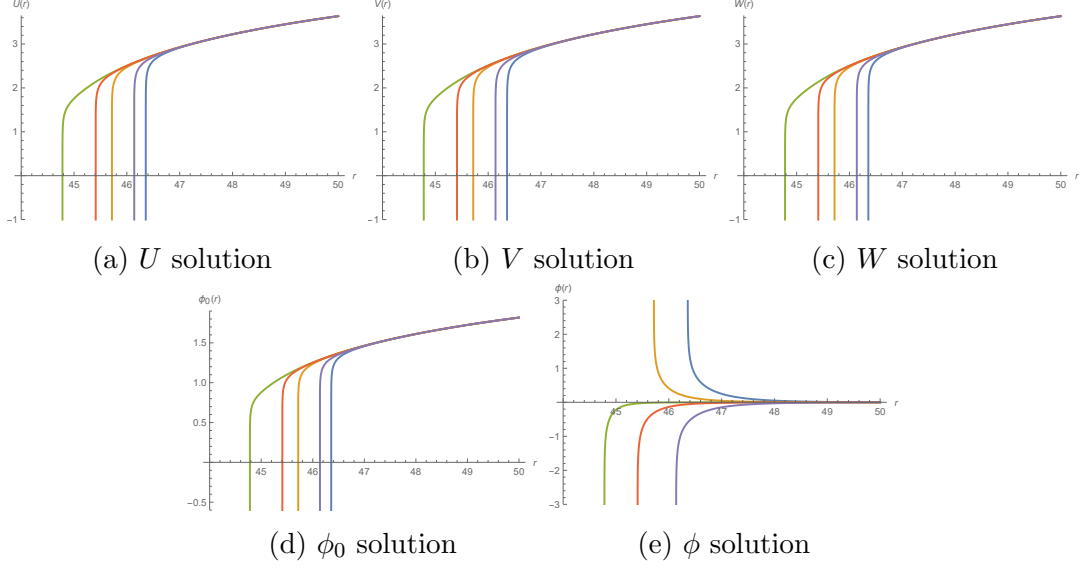 U(r)
3
2
1
-1
45 46 47 48 49 50 r
(a) U solution
V(r)
3
2
1
-1
45 46 47 48 49 50 r
(b) V solution
W(r)
3
2
1
-1
45 46 47 48 49 50 r
(c) W solution
ϕ₀(r)
1.5
1.0
0.5
-0.5
45 46 47 48 49 50 r
(d) ϕ₀ solution
ϕ(r)
3
2
1
-1
-2
-3
45 46 47 48 49 50 r
(e) ϕ solution